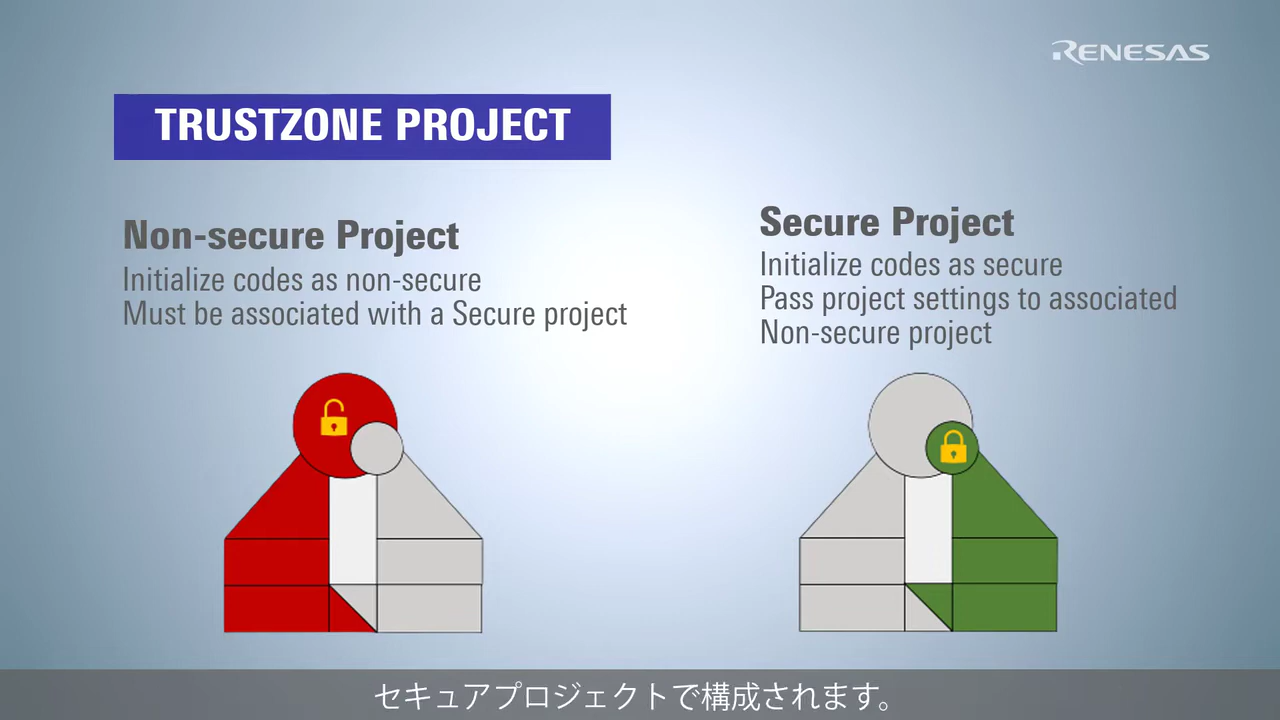 RENESAS
TRUSTZONE PROJECT
Non-secure Project
Initialize codes as non-secure
Must be associated with a Secure project
Secure Project
Initialize codes as secure
Pass project settings to associated
Non-secure project
セキュアプロジェクトで構成されます。